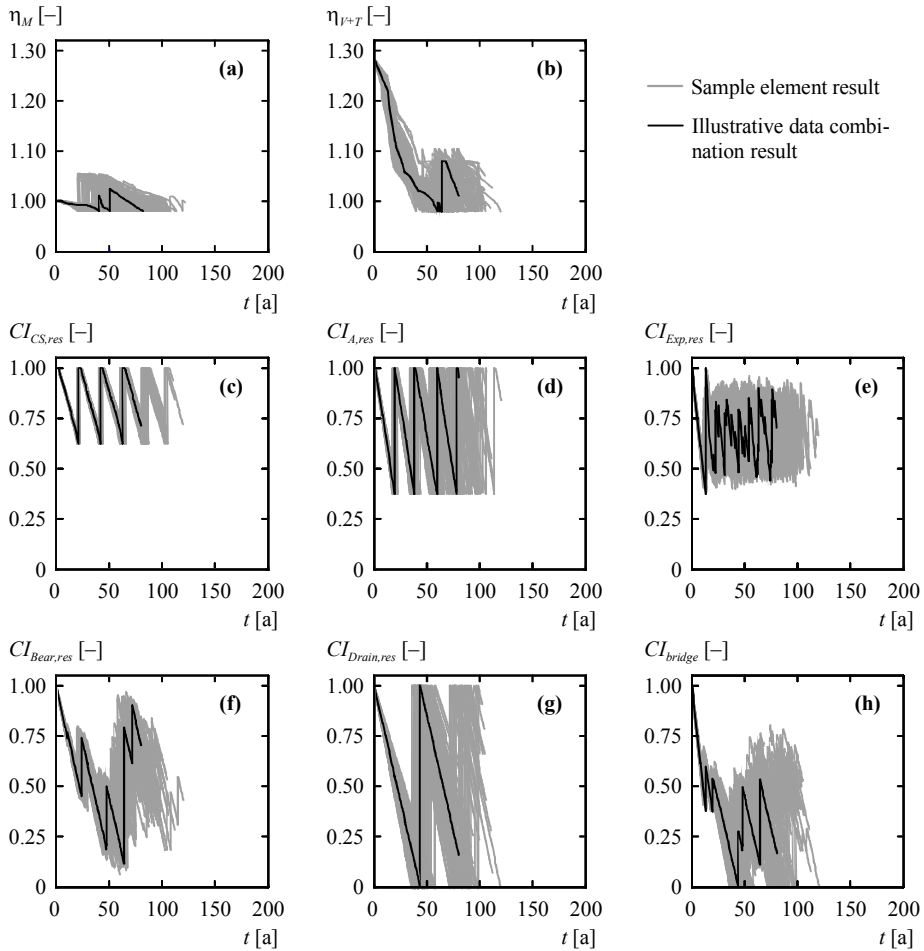 η_M [–]
1.30
1.20
1.10
1.00
0
(a)
0 50 100 150 200
t [a]
η_V+T [–]
1.30
1.20
1.10
1.00
0
(b)
0 50 100 150 200
t [a]
Sample element result
Illustrative data combi-
nation result
CI_CS,res [–]
1.00
0.75
0.50
0.25
0
(c)
0 50 100 150 200
t [a]
CI_A,res [–]
1.00
0.75
0.50
0.25
0
(d)
0 50 100 150 200
t [a]
CI_Exp,res [–]
1.00
0.75
0.50
0.25
0
(e)
0 50 100 150 200
t [a]
CI_Bear,res [–]
1.00
0.75
0.50
0.25
0
(f)
0 50 100 150 200
t [a]
CI_Drain,res [–]
1.00
0.75
0.50
0.25
0
(g)
0 50 100 150 200
t [a]
CI_bridge [–]
1.00
0.75
0.50
0.25
0
(h)
0 50 100 150 200
t [a]